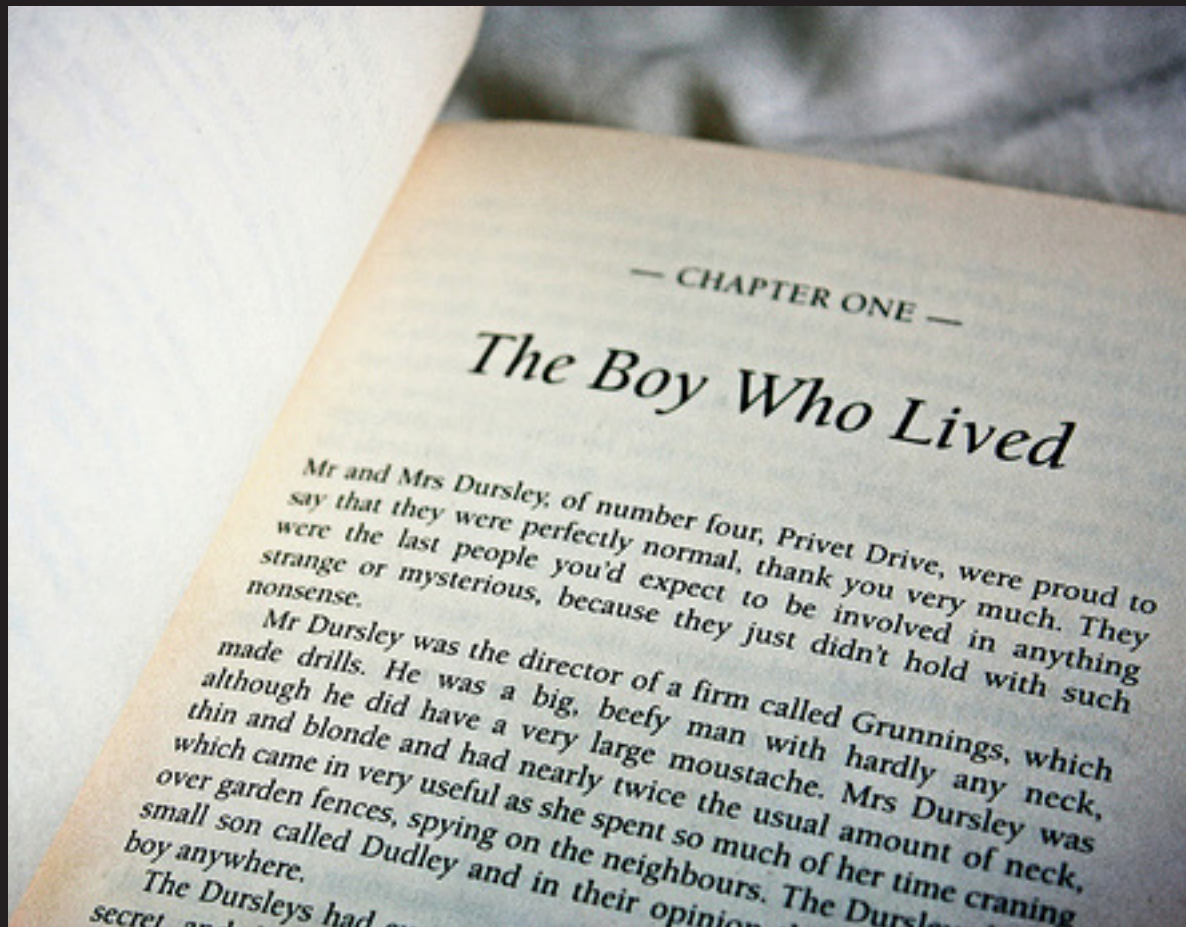 — CHAPTER ONE —
The Boy Who Lived
Mr and Mrs Dursley, of number four, Privet Drive, were proud to
say that they were perfectly normal, thank you very much. They
were the last people you'd expect to be involved in anything
strange or mysterious, because they just didn't hold with such
nonsense.
Mr Dursley was the director of a firm called Grunnings, which
made drills. He was a big, beefy man with hardly any neck,
although he did have a very large moustache. Mrs Dursley was
thin and blonde and had nearly twice the usual amount of neck,
which came in very useful as she spent so much of her time craning
over garden fences, spying on the neighbours. The
small son called Dudley and in their opinion
boy anywhere.
The Dursleys had
secret, and